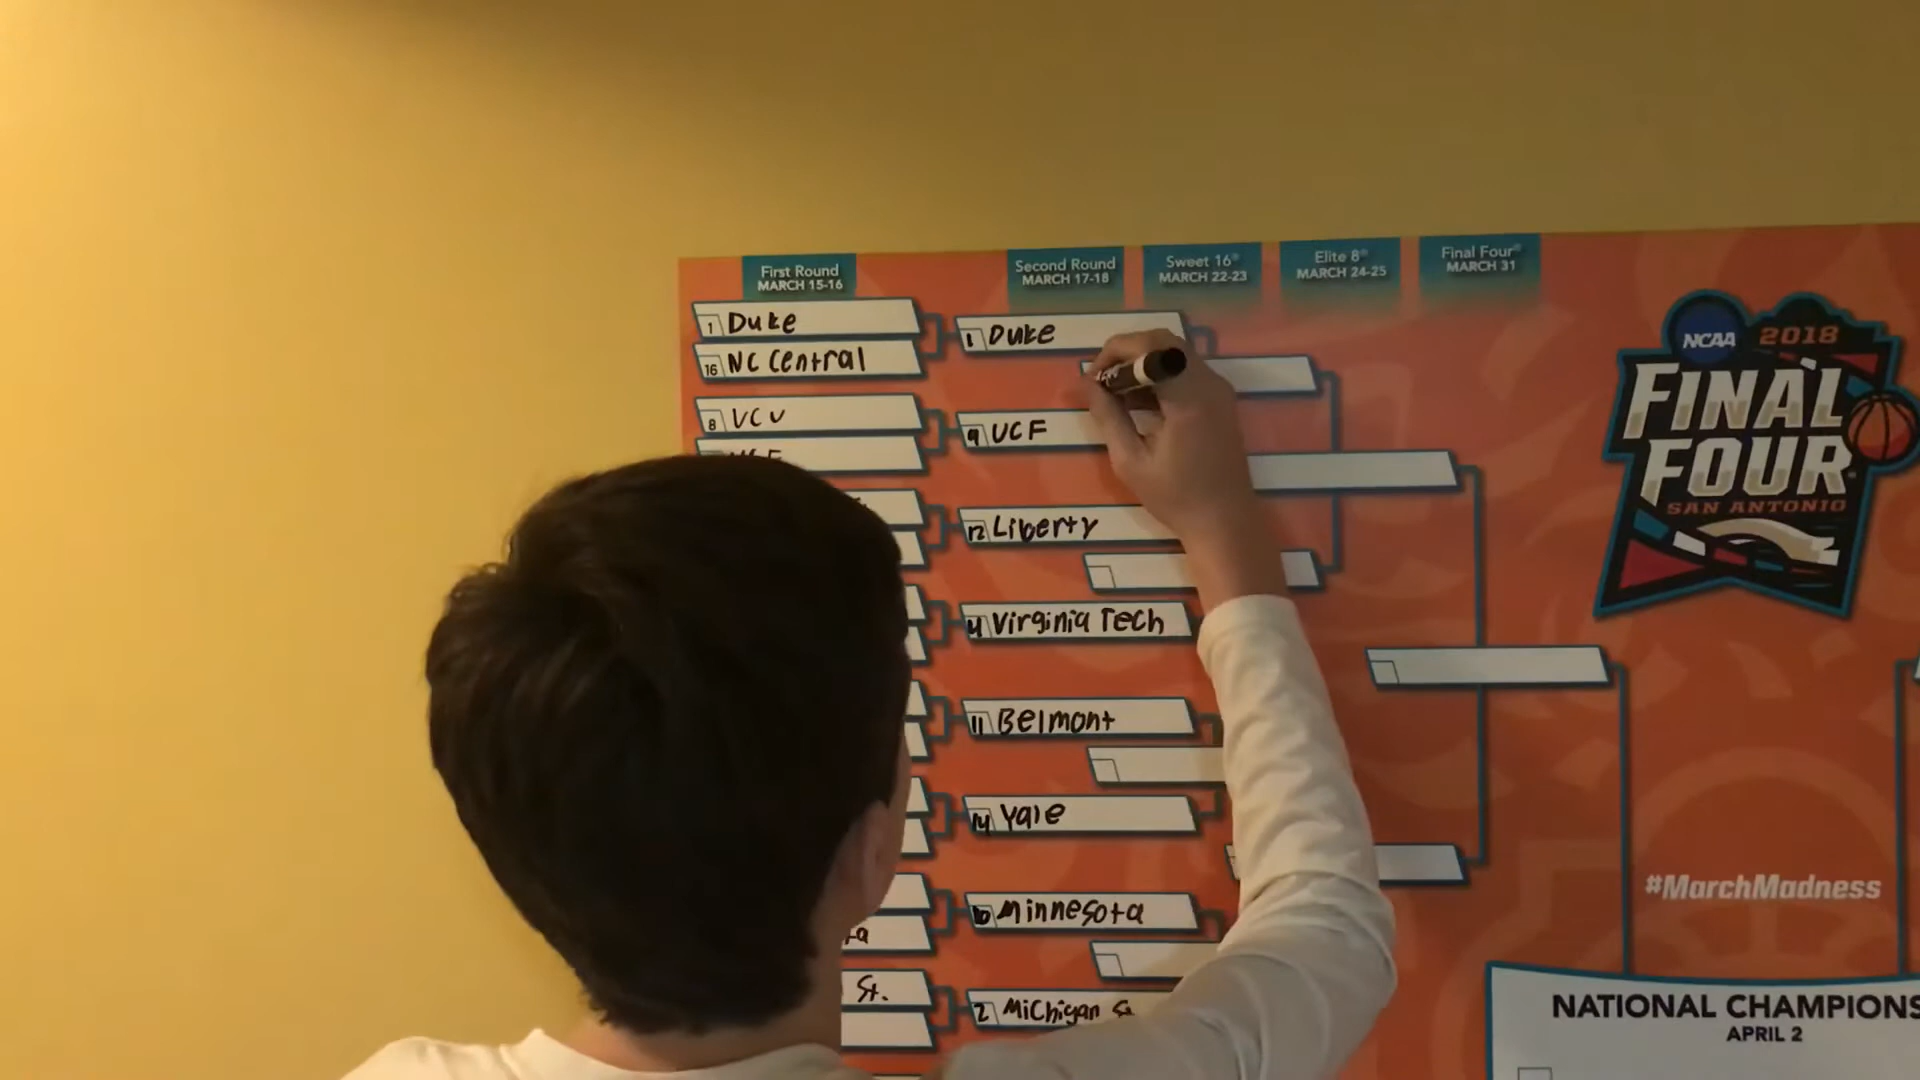 First Round
MARCH 15-16
Second Round
MARCH 17-18
Sweet 16®
MARCH 22-23
Elite 8®
MARCH 24-25
Final Four®
MARCH 31
1 Duke
16 NC Central
8 VCU
1 Duke
9 UCF
12 Liberty
4 Virginia Tech
11 Belmont
14 Yale
10 Minnesota
St.
2 Michigan St.
NCAA 2018
FINAL
FOUR
SAN ANTONIO
#MarchMadness
NATIONAL CHAMPIONS
APRIL 2